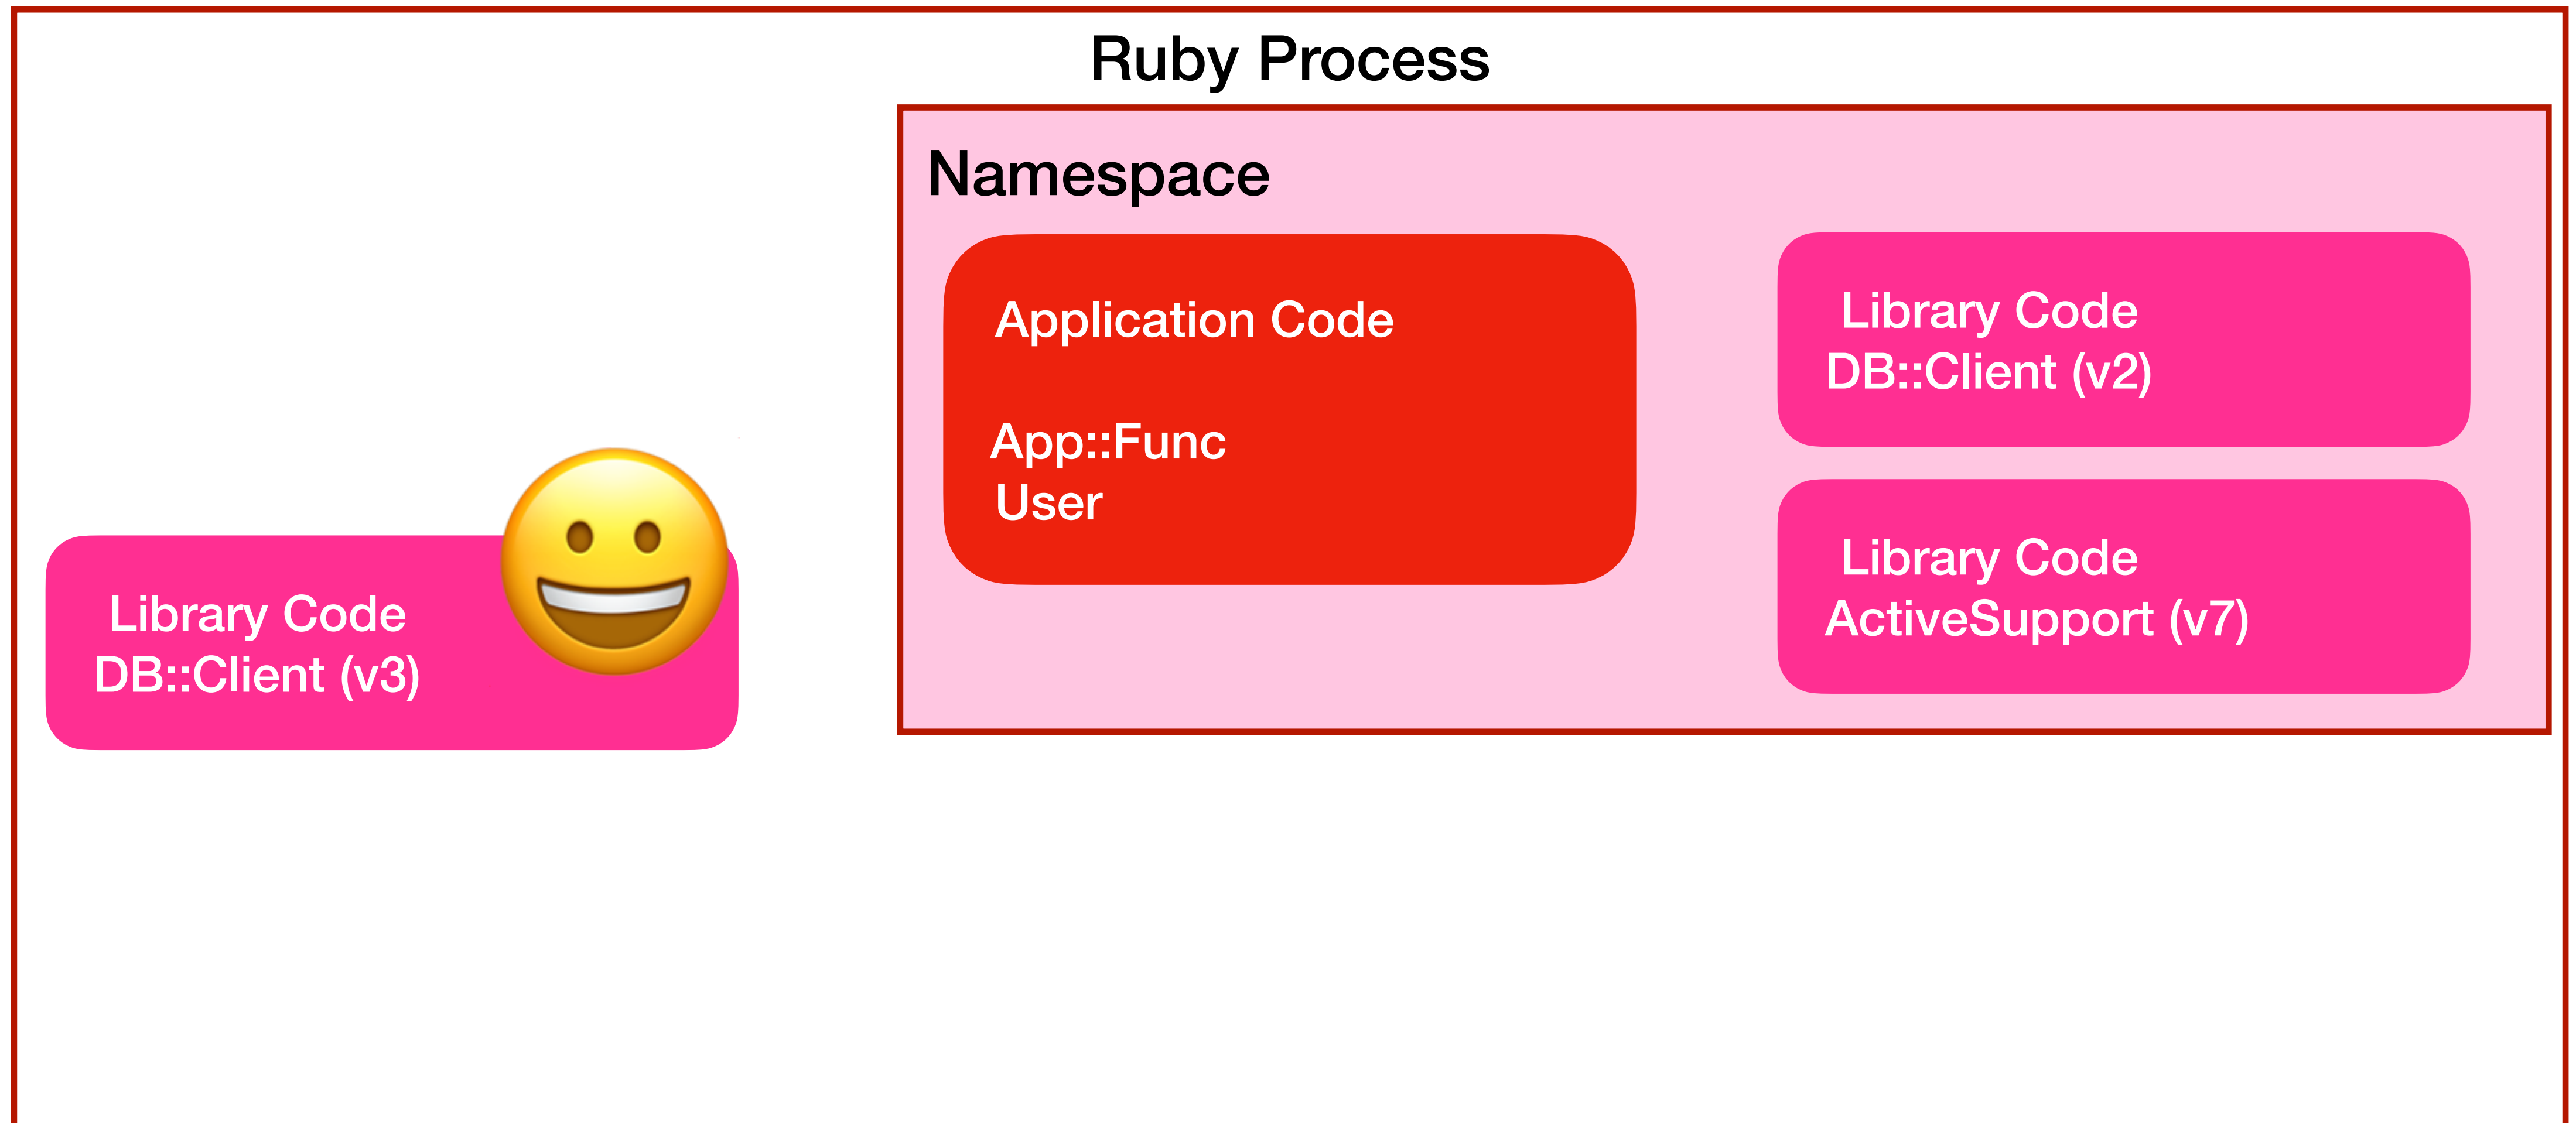 Ruby Process
Namespace
Application Code
App::Func
User
Library Code
DB::Client (v2)
Library Code
ActiveSupport (v7)
Library Code
DB::Client (v3)